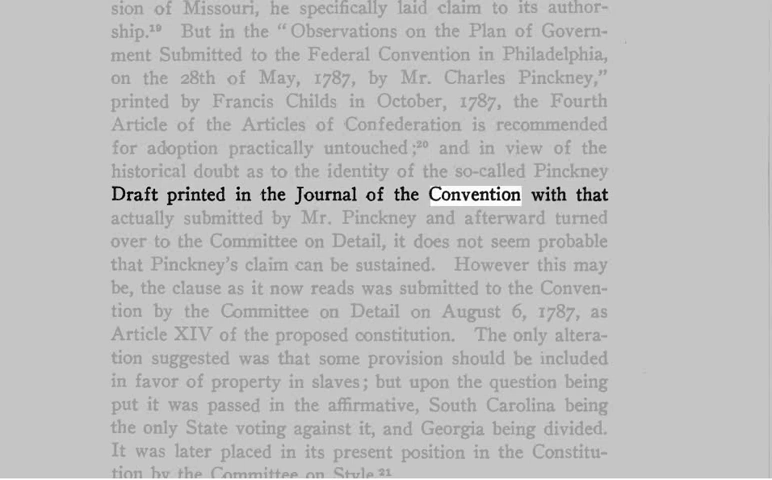 sion of Missouri, he specifically laid claim to its author-
ship.¹⁹ But in the “Observations on the Plan of Govern-
ment Submitted to the Federal Convention in Philadelphia,
on the 28th of May, 1787, by Mr. Charles Pinckney,”
printed by Francis Childs in October, 1787, the Fourth
Article of the Articles of Confederation is recommended
for adoption practically untouched;²⁰ and in view of the
historical doubt as to the identity of the so-called Pinckney
Draft printed in the Journal of the Convention with that
actually submitted by Mr. Pinckney and afterward turned
over to the Committee on Detail, it does not seem probable
that Pinckney’s claim can be sustained. However this may
be, the clause as it now reads was submitted to the Conven-
tion by the Committee on Detail on August 6, 1787, as
Article XIV of the proposed constitution. The only altera-
tion suggested was that some provision should be included
in favor of property in slaves; but upon the question being
put it was passed in the affirmative, South Carolina being
the only State voting against it, and Georgia being divided.
It was later placed in its present position in the Constitu-
tion by the Committee on Style.²¹